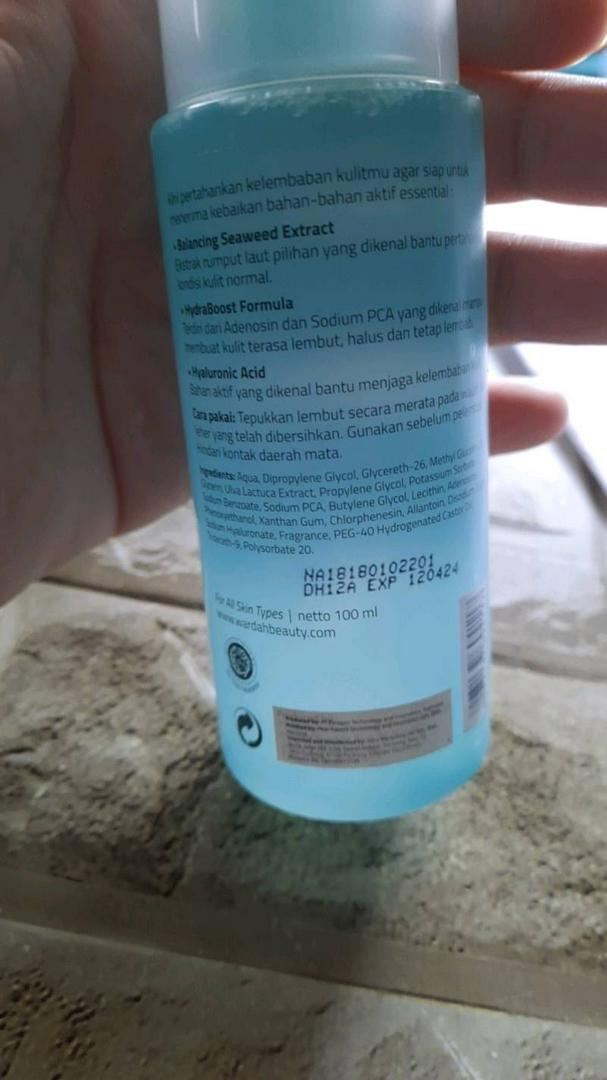 Kini pertahankan kelembaban kulitmu agar siap untuk
menerima kebaikan bahan-bahan aktif essential :
• Balancing Seaweed Extract
Ekstrak rumput laut pilihan yang dikenal bantu
kondisi kulit normal.
• HydraBoost Formula
Terdiri dari Adenosin dan Sodium PCA yang dikenal
membuat kulit terasa lembut, halus dan tetap lembab.
• Hyaluronic Acid
Bahan aktif yang dikenal bantu menjaga kelembaban
Cara pakai: Tepukkan lembut secara merata pada
leher yang telah dibersihkan. Gunakan sebelum
Hindari kontak daerah mata.
Ingredients: Aqua, Dipropylene Glycol, Glycereth-26, Methyl
Glycerin, Ulva Lactuca Extract, Propylene Glycol, Potassium
Sodium Benzoate, Sodium PCA, Butylene Glycol, Lecithin,
Phenoxyethanol, Xanthan Gum, Chlorphenesin, Allantoin, Disodium
Sodium Hyaluronate, Fragrance, PEG-40 Hydrogenated Castor
Trideceth-9, Polysorbate 20.
NA18180102201
DH12A EXP 120424
For All Skin Types | netto 100 ml
www.wardahbeauty.com